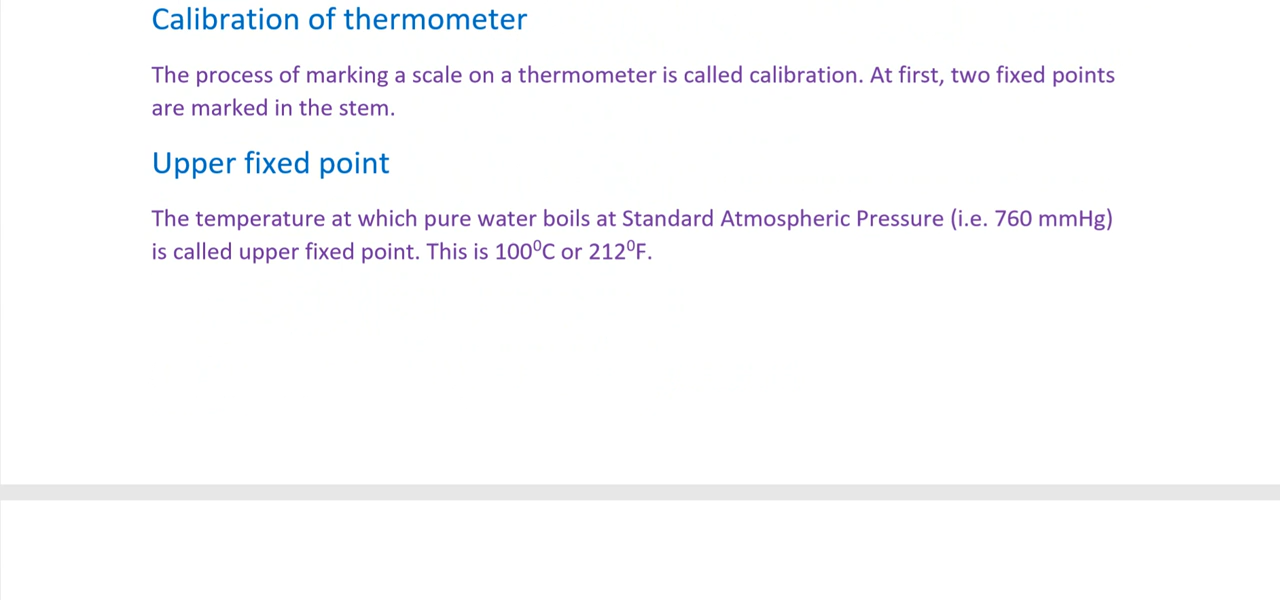 Calibration of thermometer
The process of marking a scale on a thermometer is called calibration. At first, two fixed points
are marked in the stem.
Upper fixed point
The temperature at which pure water boils at Standard Atmospheric Pressure (i.e. 760 mmHg)
is called upper fixed point. This is 100⁰C or 212⁰F.